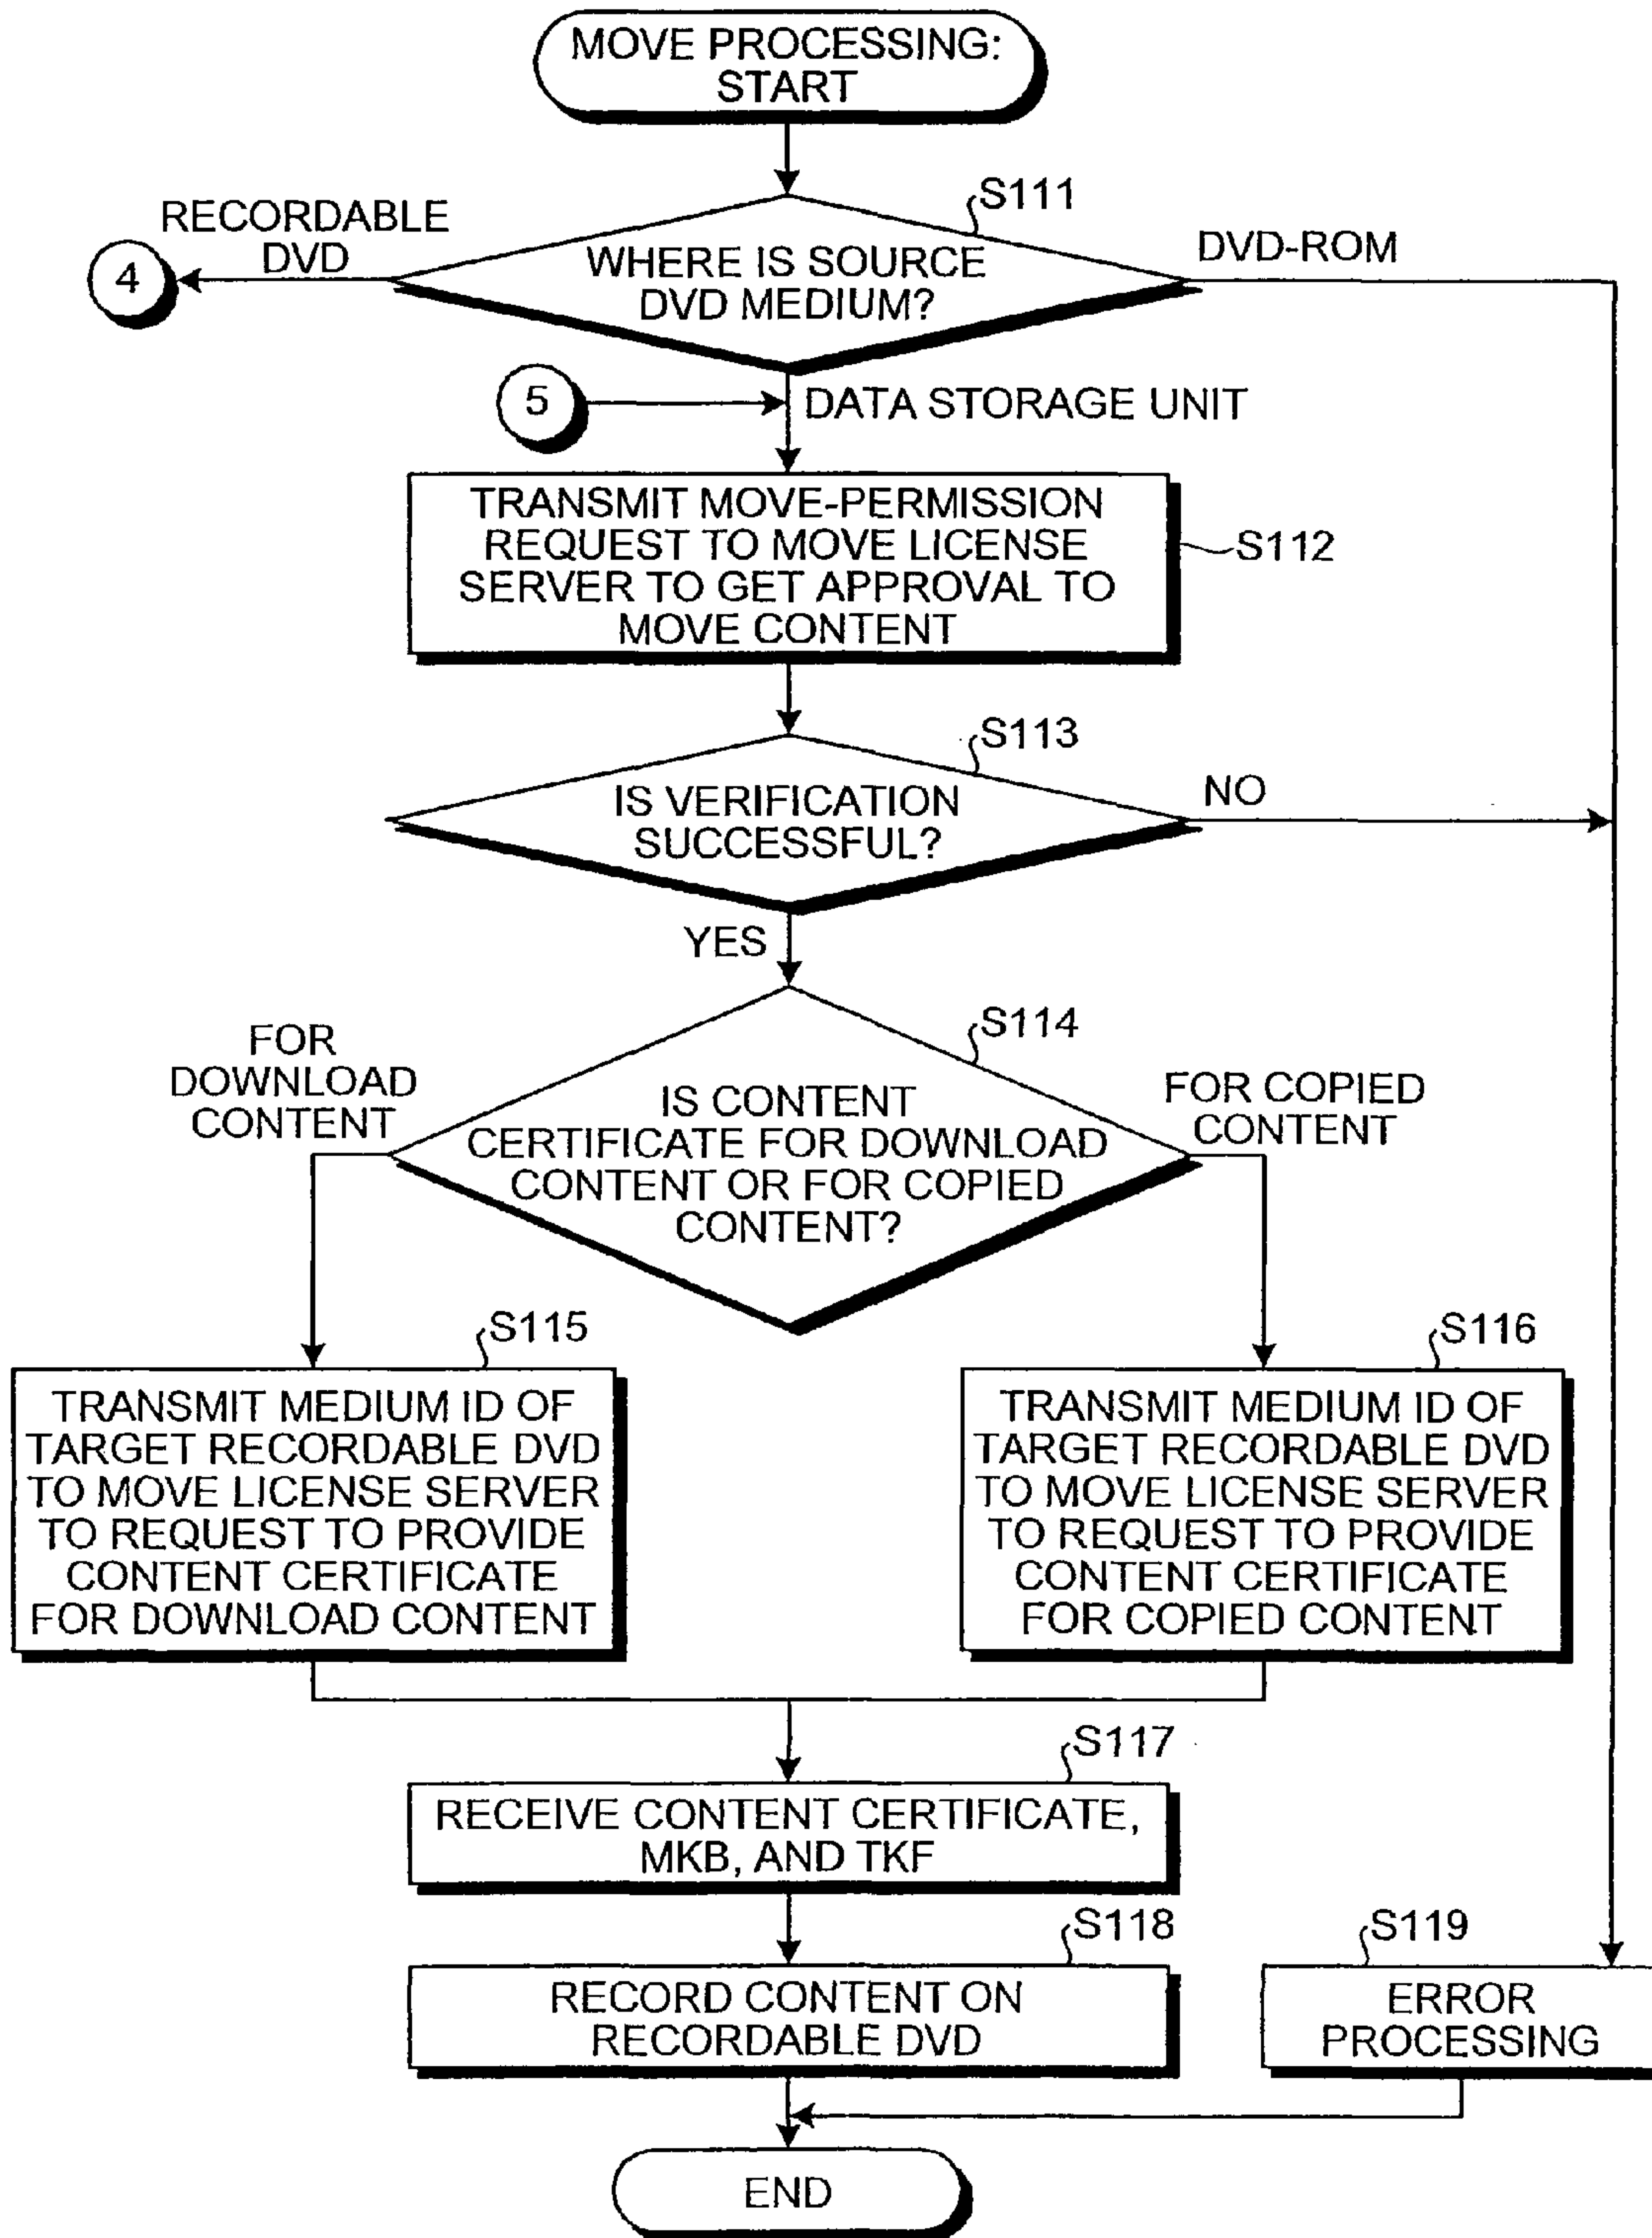 MOVE PROCESSING:
START
S111
RECORDABLE
DVD
4
WHERE IS SOURCE
DVD MEDIUM?
DVD-ROM
5
DATA STORAGE UNIT
TRANSMIT MOVE-PERMISSION
REQUEST TO MOVE LICENSE
SERVER TO GET APPROVAL TO
MOVE CONTENT
S112
S113
IS VERIFICATION
SUCCESSFUL?
NO
YES
S114
FOR
DOWNLOAD
CONTENT
IS CONTENT
CERTIFICATE FOR DOWNLOAD
CONTENT OR FOR COPIED
CONTENT?
FOR COPIED
CONTENT
S115
TRANSMIT MEDIUM ID OF
TARGET RECORDABLE DVD
TO MOVE LICENSE SERVER
TO REQUEST TO PROVIDE
CONTENT CERTIFICATE
FOR DOWNLOAD CONTENT
S116
TRANSMIT MEDIUM ID OF
TARGET RECORDABLE DVD
TO MOVE LICENSE SERVER
TO REQUEST TO PROVIDE
CONTENT CERTIFICATE
FOR COPIED CONTENT
S117
RECEIVE CONTENT CERTIFICATE,
MKB, AND TKF
S118
RECORD CONTENT ON
RECORDABLE DVD
S119
ERROR
PROCESSING
END